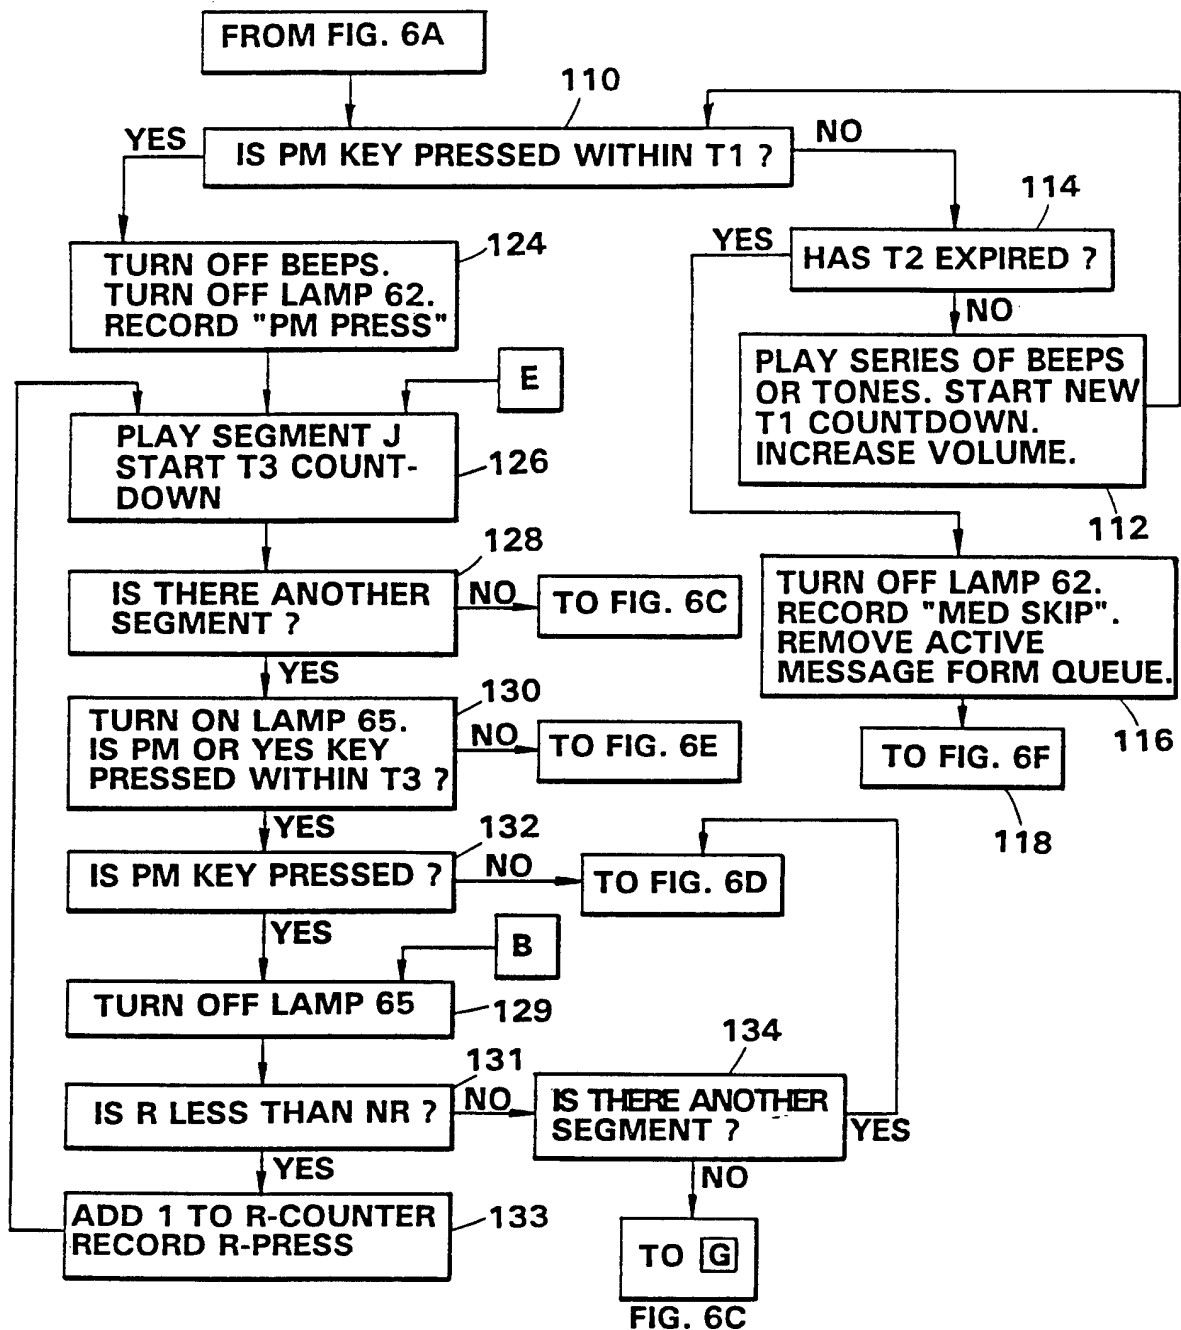 FROM FIG. 6A
110
YES
IS PM KEY PRESSED WITHIN T1 ?
NO
114
124
TURN OFF BEEPS.
TURN OFF LAMP 62.
RECORD "PM PRESS"
YES
HAS T2 EXPIRED ?
NO
E
PLAY SERIES OF BEEPS
OR TONES. START NEW
T1 COUNTDOWN.
INCREASE VOLUME.
112
PLAY SEGMENT J
START T3 COUNT-
DOWN
126
128
IS THERE ANOTHER
SEGMENT ?
NO
TO FIG. 6C
TURN OFF LAMP 62.
RECORD "MED SKIP".
REMOVE ACTIVE
MESSAGE FORM QUEUE.
116
YES
130
TURN ON LAMP 65.
IS PM OR YES KEY
PRESSED WITHIN T3 ?
NO
TO FIG. 6E
TO FIG. 6F
118
YES
132
IS PM KEY PRESSED ?
NO
TO FIG. 6D
YES
B
TURN OFF LAMP 65
129
131
IS R LESS THAN NR ?
NO
134
IS THERE ANOTHER
SEGMENT ?
YES
YES
NO
ADD 1 TO R-COUNTER
RECORD R-PRESS
133
TO G
FIG. 6C